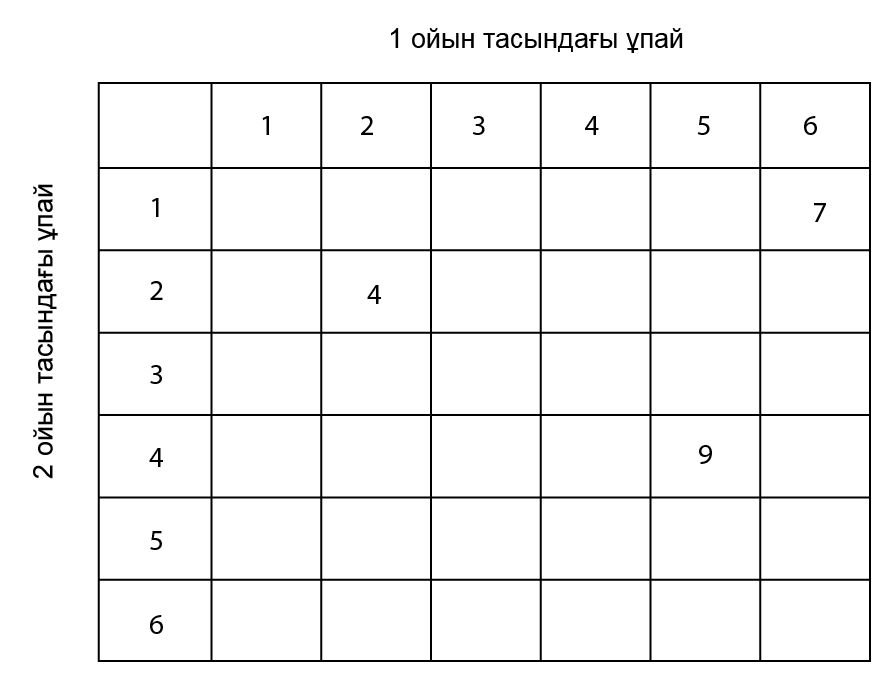 1 ойын тасындағы ұпай
2 ойын тасындағы ұпай
1 2 3 4 5 6
1 7
2 4
3
4 9
5
6